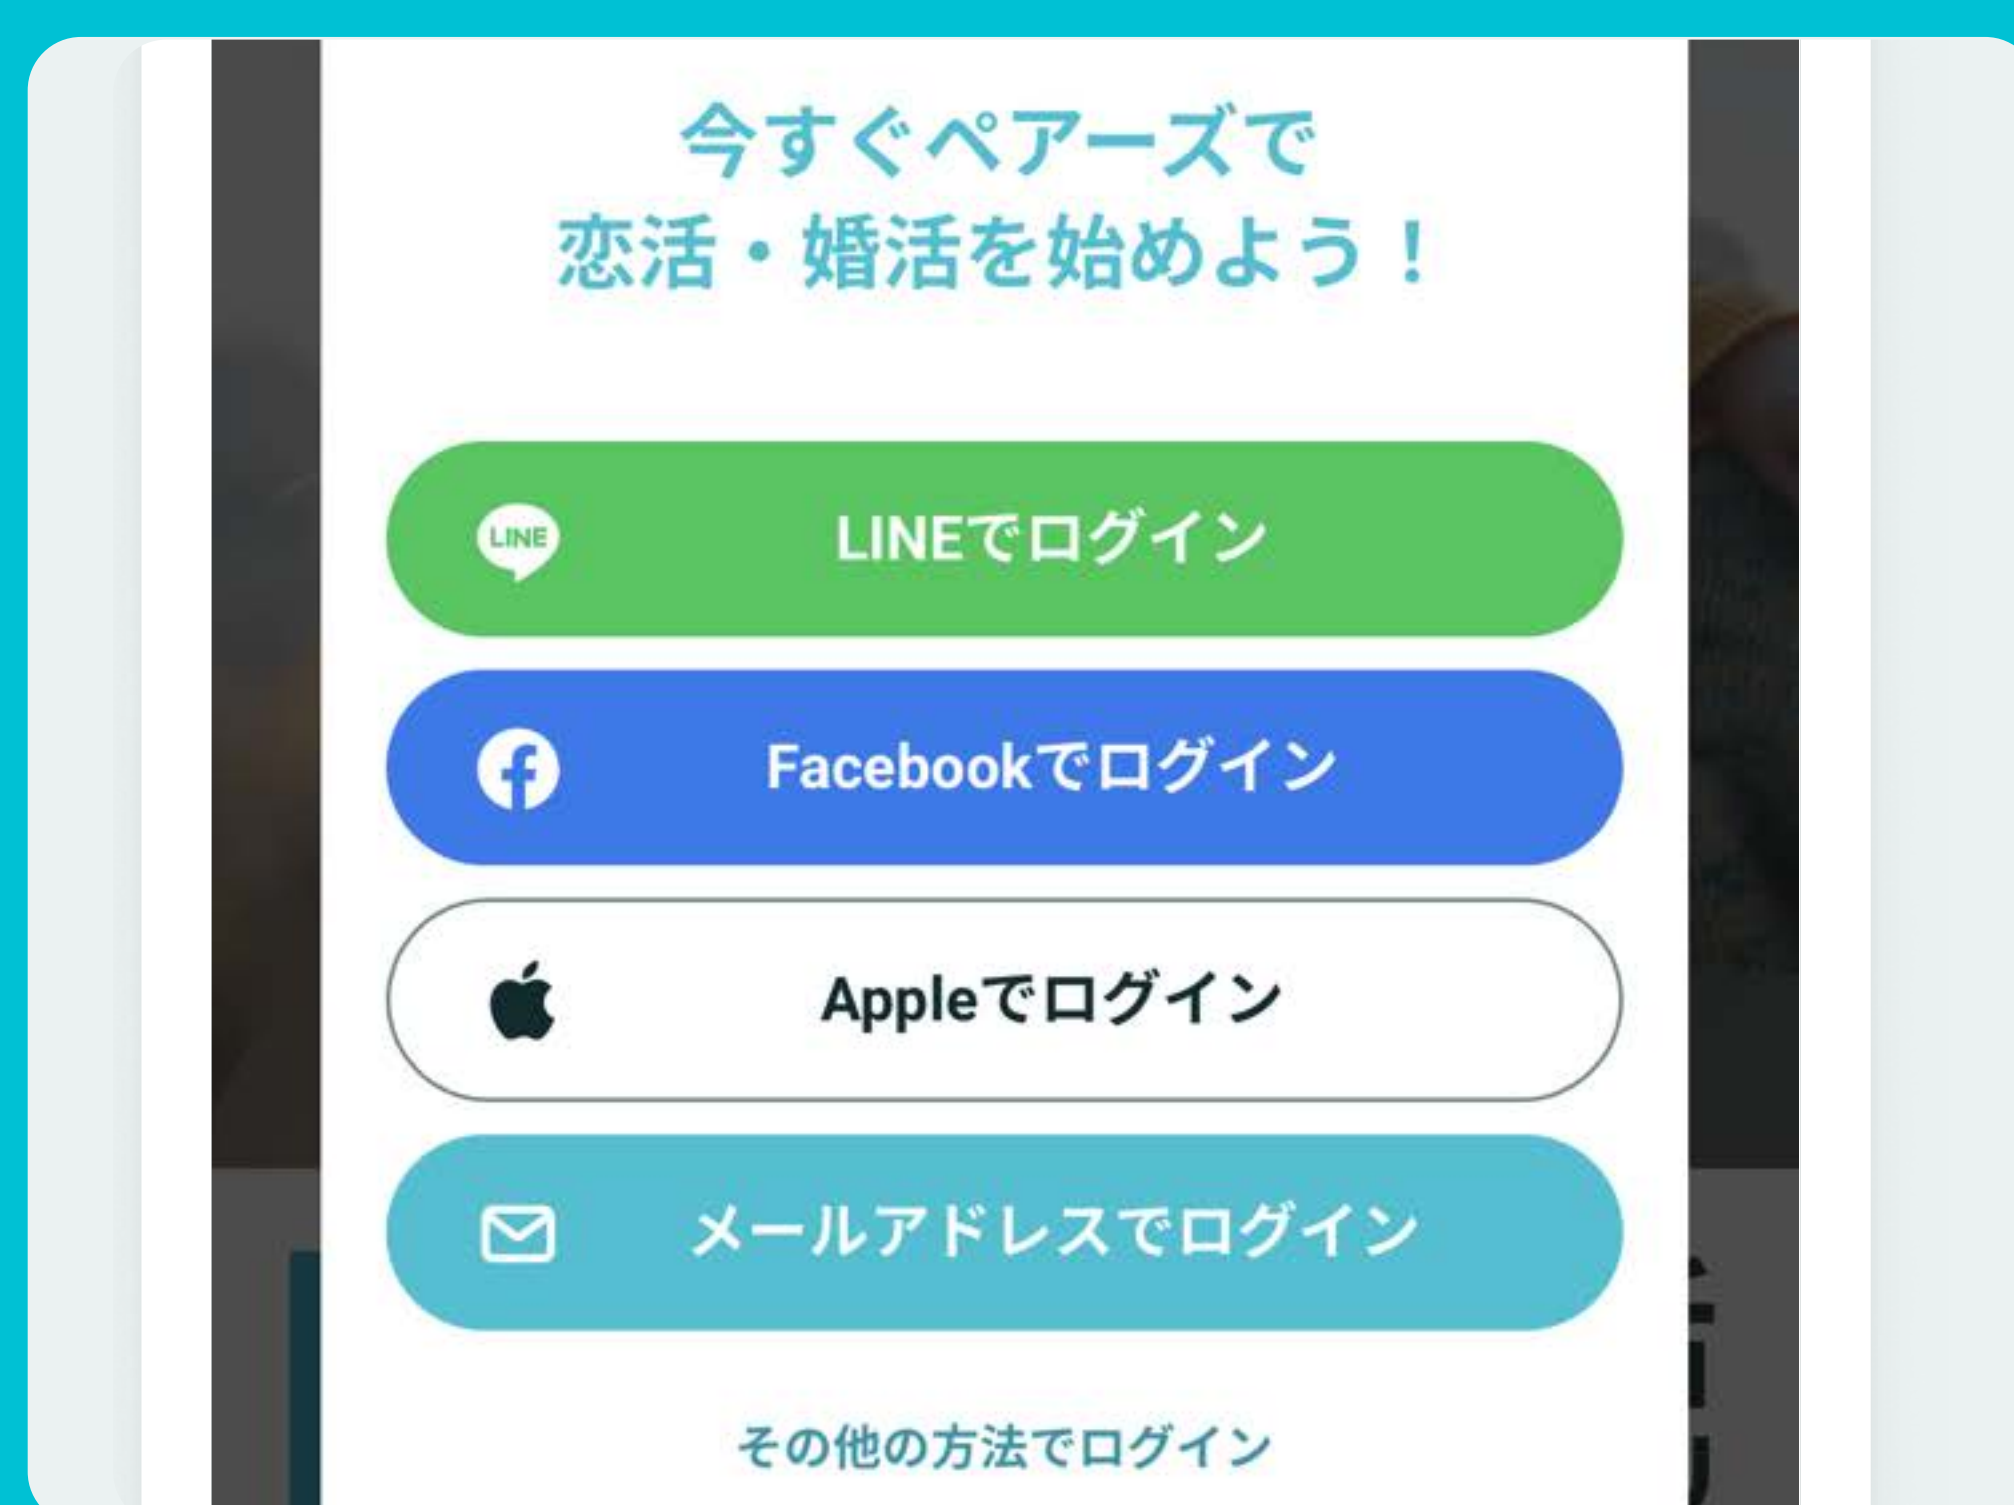 今すぐペアーズで
恋活・婚活を始めよう！
LINE
LINEでログイン
Facebookでログイン
Appleでログイン
メールアドレスでログイン
その他の方法でログイン